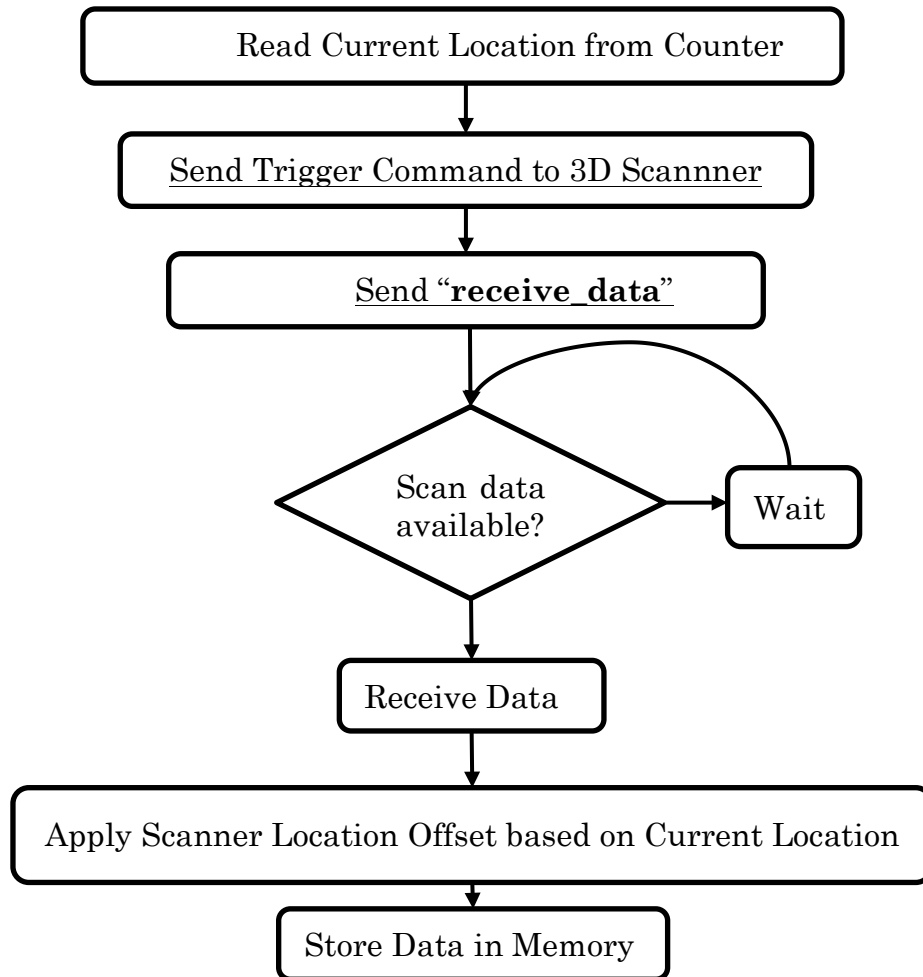 Read Current Location from Counter
Send Trigger Command to 3D Scannner
Send “receive_data”
Scan data
available?
Wait
Receive Data
Apply Scanner Location Offset based on Current Location
Store Data in Memory